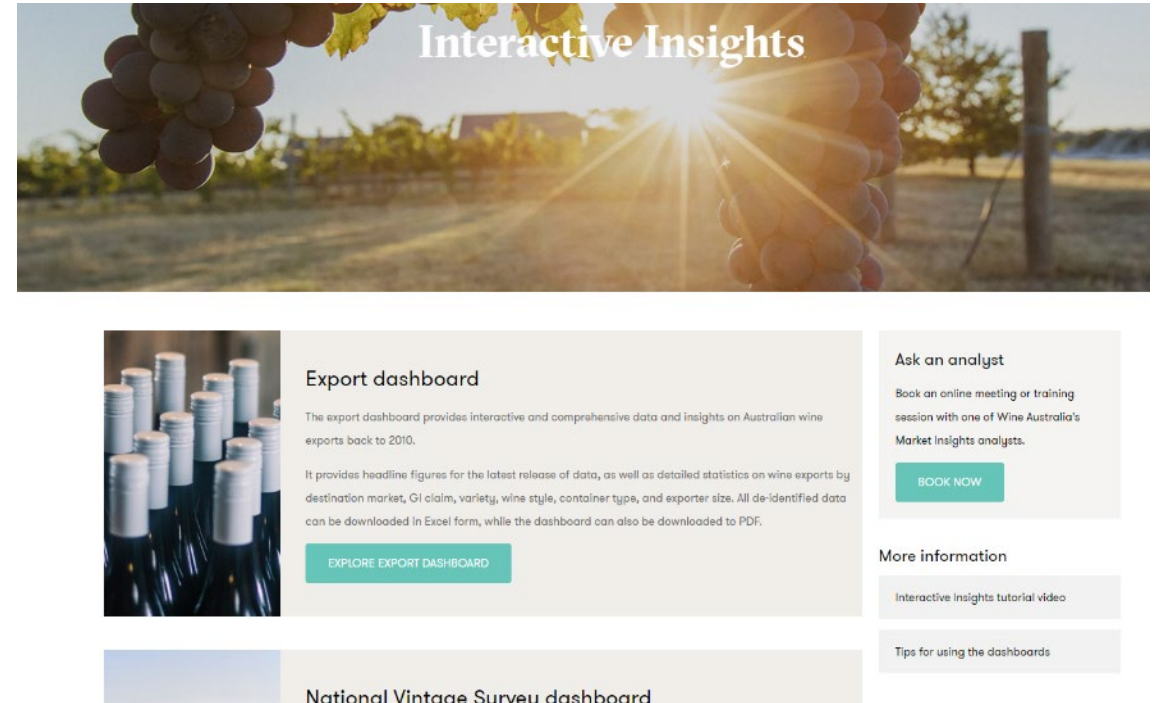 Interactive Insights
Export dashboard
The export dashboard provides interactive and comprehensive data and insights on Australian wine
exports back to 2010.
It provides headline figures for the latest release of data, as well as detailed statistics on wine exports by
destination market, GI claim, variety, wine style, container type, and exporter size. All de-identified data
can be downloaded in Excel form, while the dashboard can also be downloaded to PDF.
EXPLORE EXPORT DASHBOARD
National Vintage Survey dashboard
Ask an analyst
Book an online meeting or training
session with one of Wine Australia's
Market Insights analysts.
BOOK NOW
More information
Interactive Insights tutorial video
Tips for using the dashboards